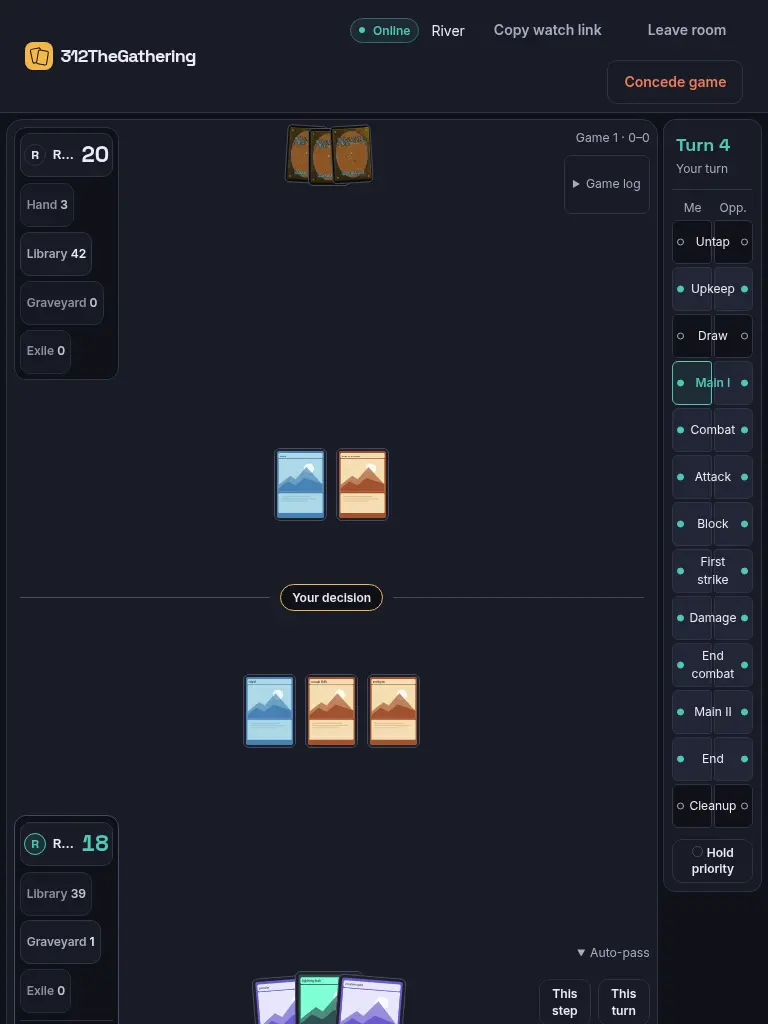 312TheGathering
Online
River
Copy watch link
Leave room
Concede game
R R... 20
Hand 3
Library 42
Graveyard 0
Exile 0
Game 1 · 0–0
▶ Game log
Your decision
R R... 18
Library 39
Graveyard 1
Exile 0
▼ Auto-pass
This step
This turn
Turn 4
Your turn
Me Opp.
Untap
Upkeep
Draw
Main I
Combat
Attack
Block
First
strike
Damage
End
combat
Main II
End
Cleanup
Hold
priority